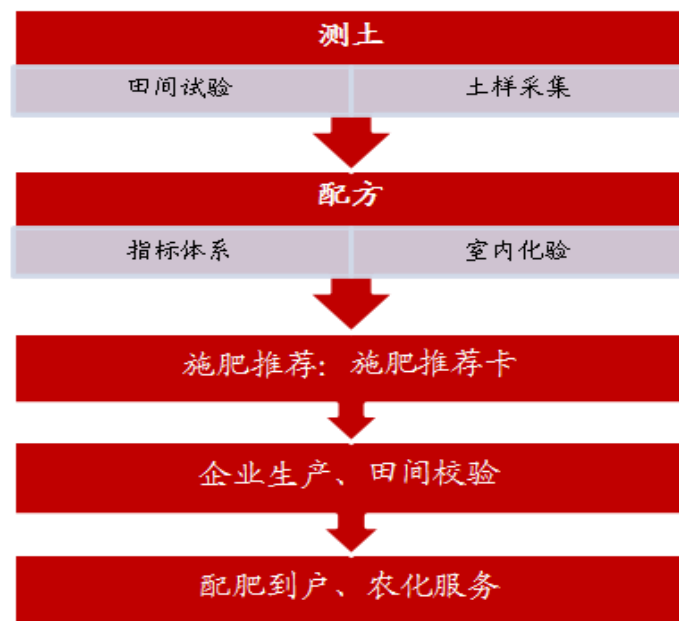 测土
田间试验 土样采集
配方
指标体系 室内化验
施肥推荐：施肥推荐卡
企业生产、田间校验
配肥到户、农化服务